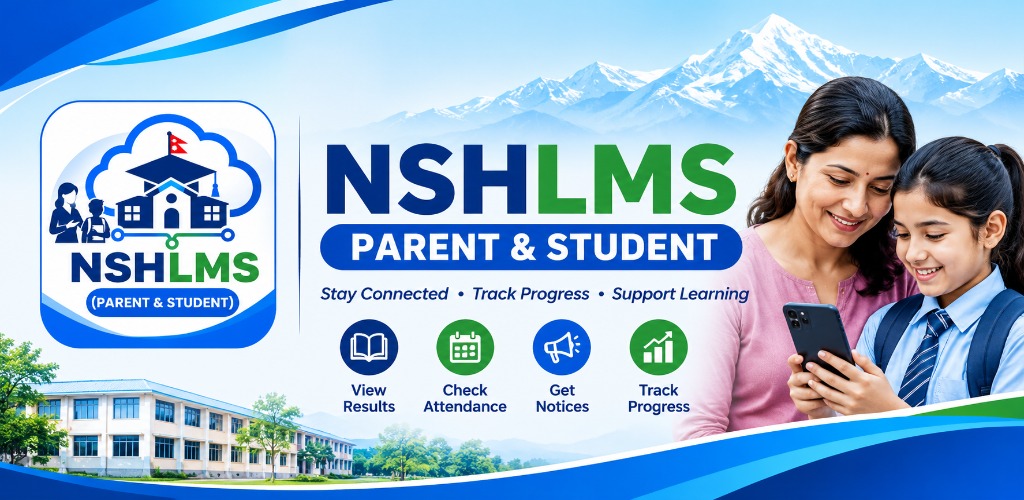 NSHLMS
(PARENT & STUDENT)
NSHLMS
PARENT & STUDENT
Stay Connected • Track Progress • Support Learning
View
Results
Check
Attendance
Get
Notices
Track
Progress